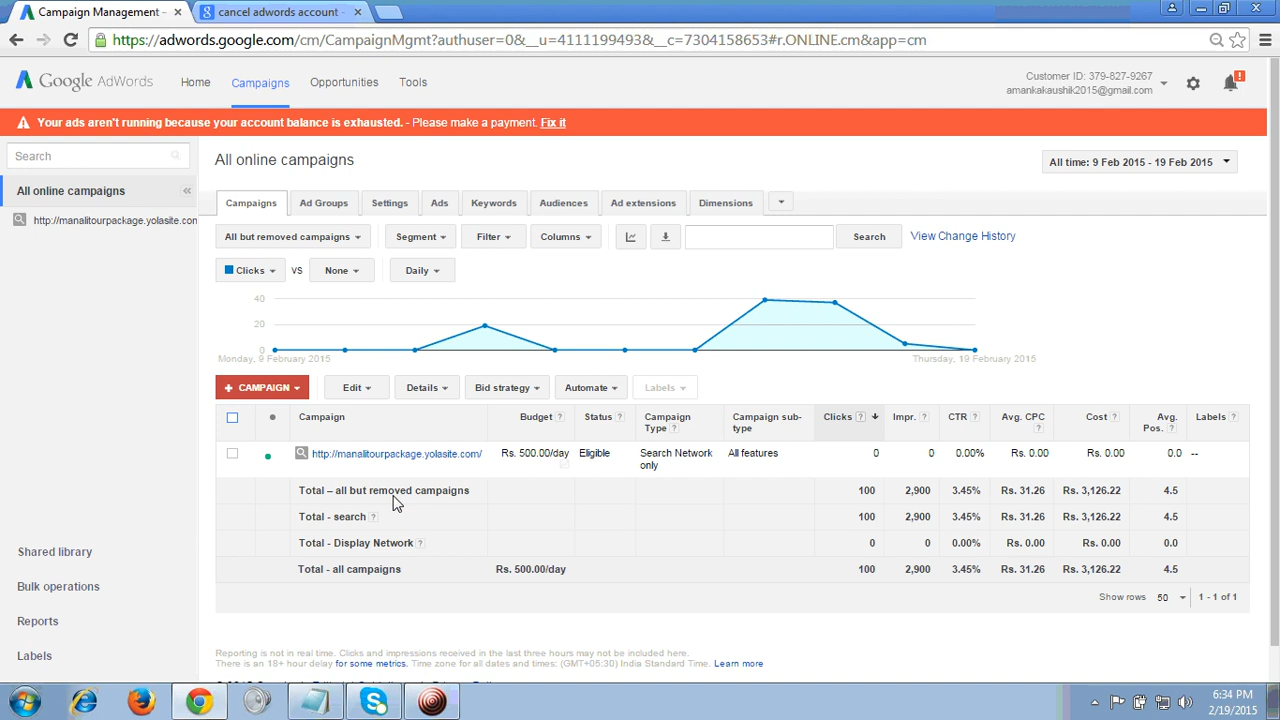 Campaign Management -
cancel adwords account -
https://adwords.google.com/cm/CampaignMgmt?authuser=0&__u=4111199493&__c=7304158653#r.ONLINE.cm&app=cm
Google AdWords
Home
Campaigns
Opportunities
Tools
Customer ID: 379-827-9267
amankakaushik2015@gmail.com
Your ads aren't running because your account balance is exhausted. - Please make a payment. Fix it
Search
All online campaigns
All time: 9 Feb 2015 - 19 Feb 2015
All online campaigns «
http://manalitourpackage.yolasite.con
Campaigns
Ad Groups
Settings
Ads
Keywords
Audiences
Ad extensions
Dimensions
All but removed campaigns
Segment
Filter
Columns
Search
View Change History
Clicks
VS
None
Daily
40
20
0
Monday, 9 February 2015
Thursday, 19 February 2015
+ CAMPAIGN
Edit
Details
Bid strategy
Automate
Labels
Campaign Budget ? Status ? Campaign Type ? Campaign sub-type Clicks ? Impr. ? CTR ? Avg. CPC ? Cost ? Avg. Pos. ? Labels ?
http://manalitourpackage.yolasite.com/ Rs. 500.00/day Eligible Search Network only All features 0 0 0.00% Rs. 0.00 Rs. 0.00 0.0 --
Total – all but removed campaigns 100 2,900 3.45% Rs. 31.26 Rs. 3,126.22 4.5
Total - search ? 100 2,900 3.45% Rs. 31.26 Rs. 3,126.22 4.5
Total - Display Network ? 0 0 0.00% Rs. 0.00 Rs. 0.00 0.0
Total - all campaigns Rs. 500.00/day 100 2,900 3.45% Rs. 31.26 Rs. 3,126.22 4.5
Show rows 50 1 - 1 of 1
Shared library
Bulk operations
Reports
Labels
Reporting is not in real time. Clicks and impressions received in the last three hours may not be included here.
There is an 18+ hour delay for some metrics. Time zone for all dates and times: (GMT+05:30) India Standard Time. Learn more
6:34 PM
2/19/2015